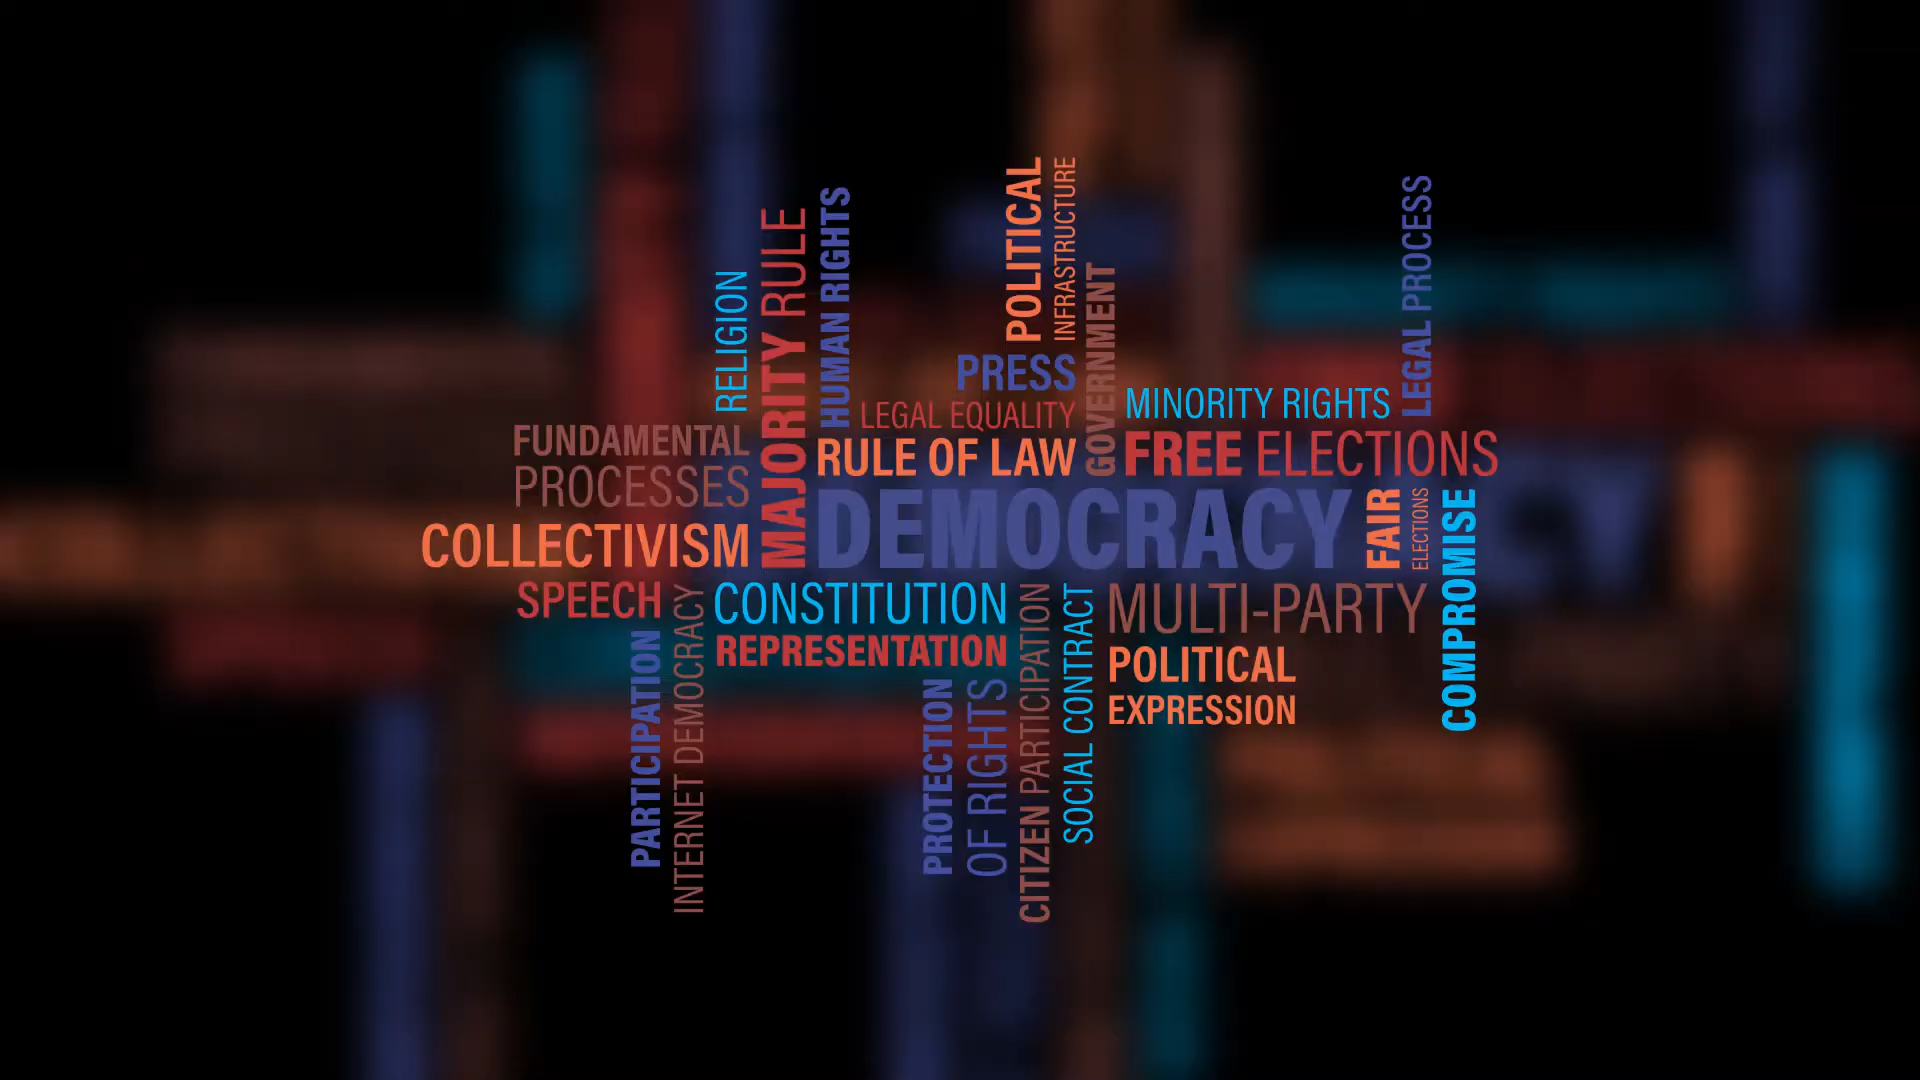 POLITICAL
INFRASTRUCTURE
LEGAL PROCESS
HUMAN RIGHTS
MAJORITY RULE
RELIGION
GOVERNMENT
PRESS
MINORITY RIGHTS
LEGAL EQUALITY
FUNDAMENTAL
PROCESSES
RULE OF LAW
FREE ELECTIONS
COLLECTIVISM
DEMOCRACY
FAIR
ELECTIONS
COMPROMISE
SPEECH
CONSTITUTION
REPRESENTATION
MULTI-PARTY
POLITICAL
EXPRESSION
PARTICIPATION
INTERNET DEMOCRACY
PROTECTION
OF RIGHTS
CITIZEN PARTICIPATION
SOCIAL CONTRACT